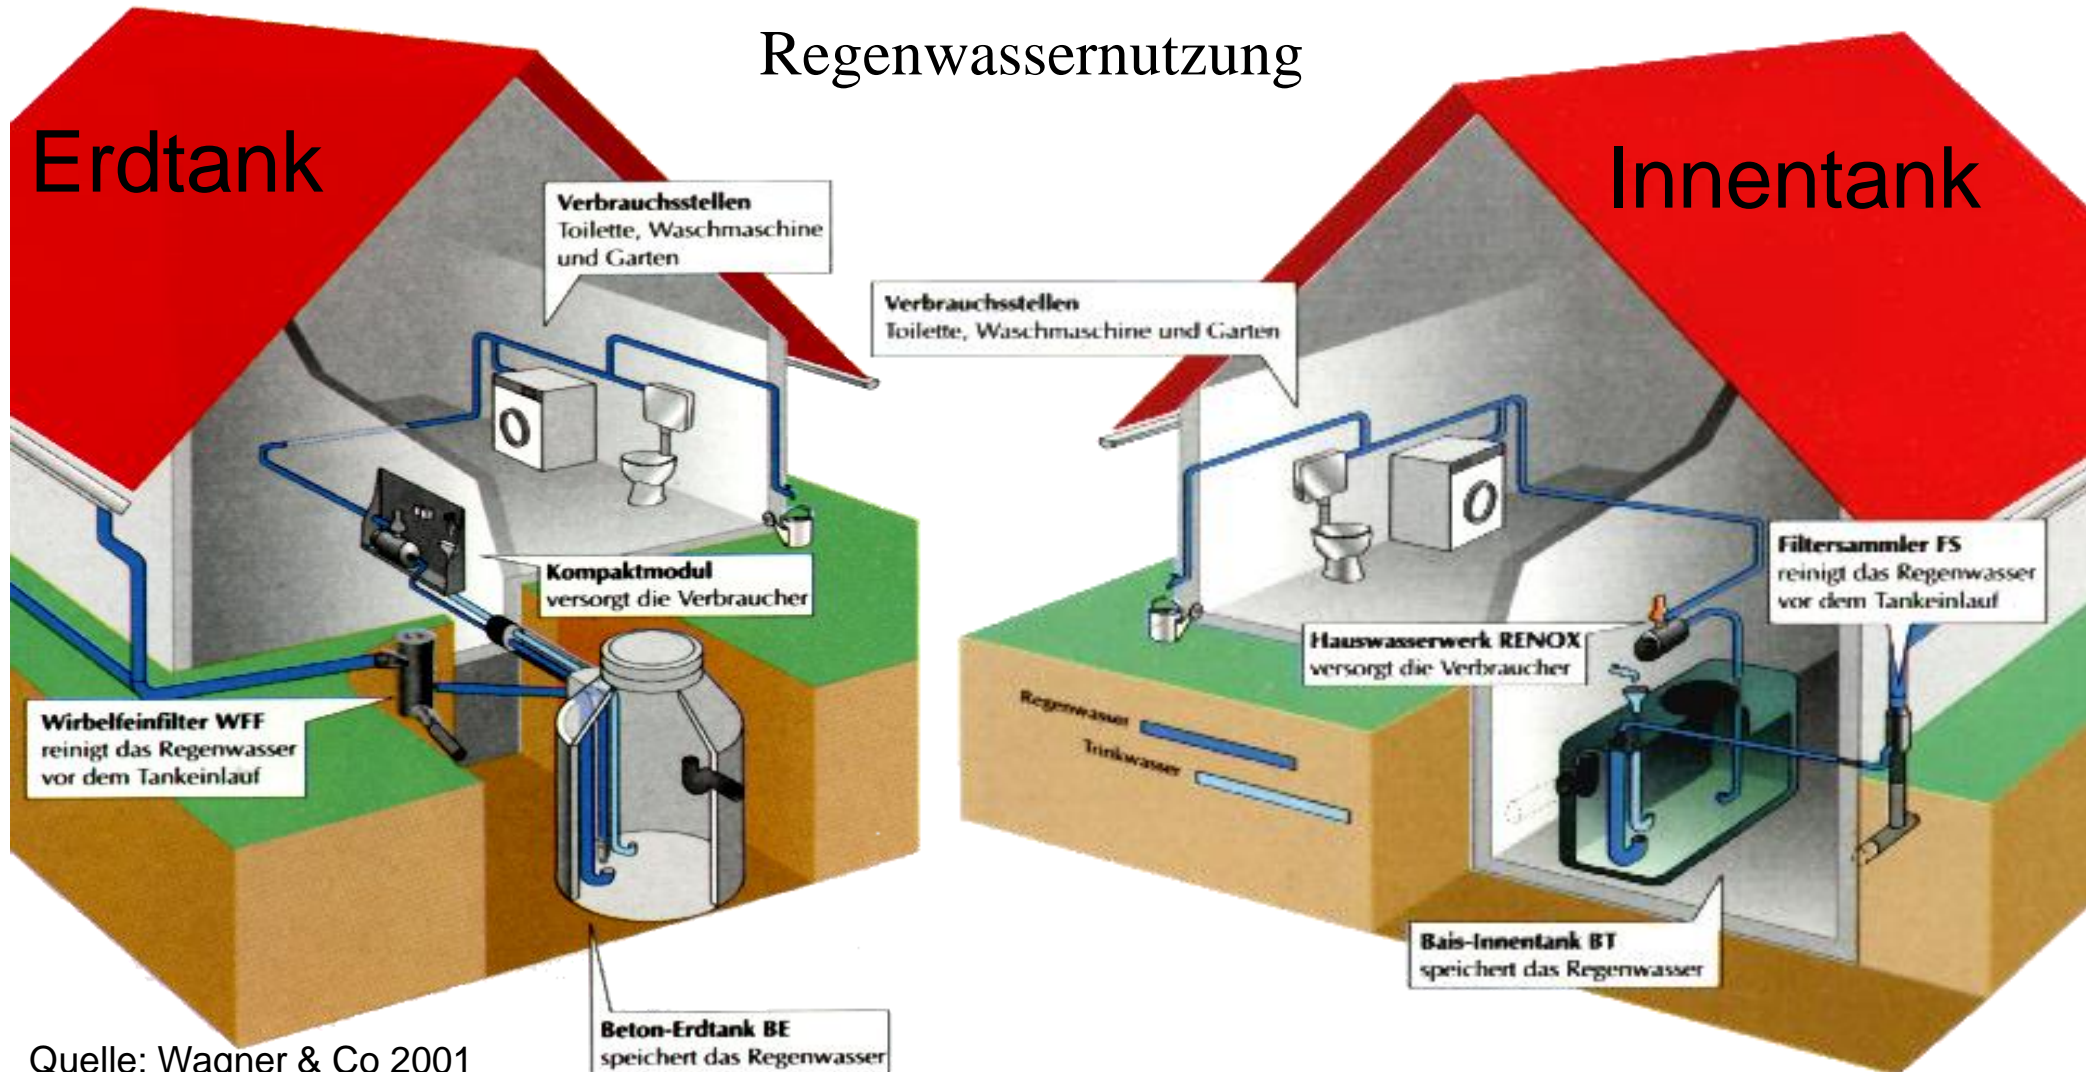 Regenwassernutzung
Erdtank
Innentank
Verbrauchsstellen
Toilette, Waschmaschine
und Garten
Verbrauchsstellen
Toilette, Waschmaschine und Garten
Kompaktmodul
versorgt die Verbraucher
Filtersammler FS
reinigt das Regenwasser
vor dem Tankeinlauf
Hauswasserwerk RENOX
versorgt die Verbraucher
Wirbelfeinfilter WFF
reinigt das Regenwasser
vor dem Tankeinlauf
Regenwasser
Trinkwasser
Bais-Innentank BT
speichert das Regenwasser
Beton-Erdtank BE
speichert das Regenwasser
Quelle: Wagner & Co 2001